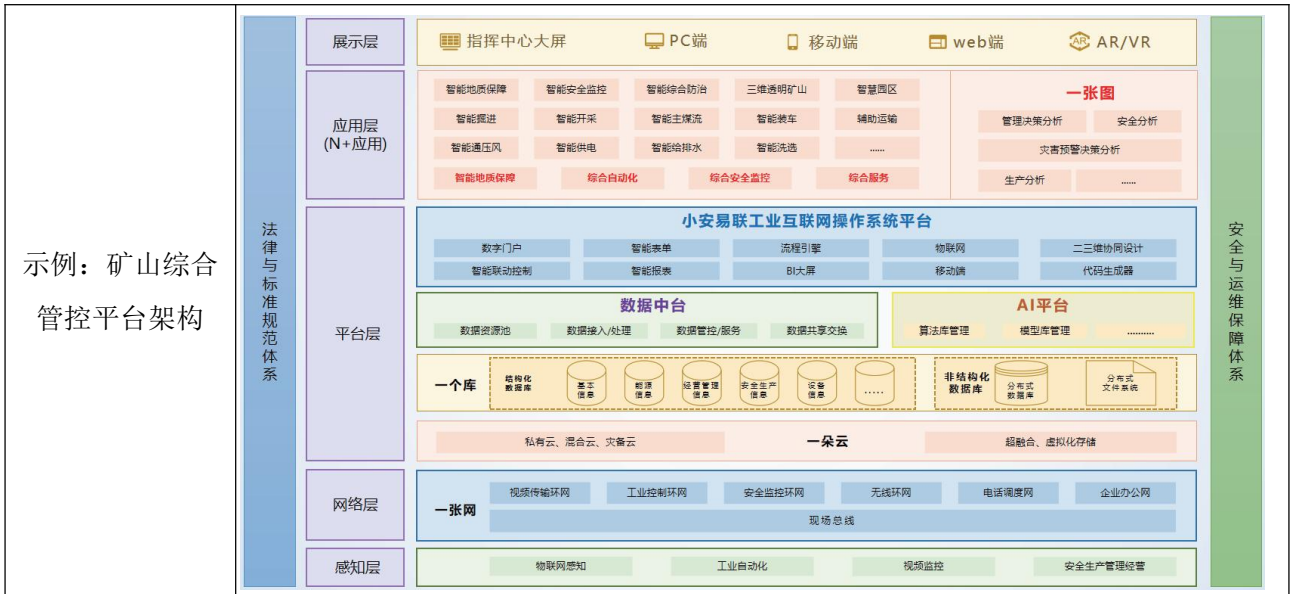 示例：矿山综合
管控平台架构
法律与标准规范体系
展示层
指挥中心大屏
PC端
移动端
web端
AR/VR
应用层
(N+应用)
智能地质保障
智能安全监控
智能综合防治
三维透明矿山
智慧园区
智能掘进
智能开采
智能主煤流
智能装车
辅助运输
智能通压风
智能供电
智能给排水
智能洗选
......
智能地质保障
综合自动化
综合安全监控
综合服务
一张图
管理决策分析
安全分析
灾害预警决策分析
生产分析
......
平台层
小安易联工业互联网操作系统平台
数字门户
智能表单
流程引擎
物联网
二三维协同设计
智能联动控制
智能报表
BI大屏
移动端
代码生成器
数据中台
数据资源池
数据接入/处理
数据管控/服务
数据共享交换
AI平台
算法库管理
模型库管理
..........
一个库
结构化
数据库
基本
信息
能源
信息
经营管理
信息
安全生产
信息
设备
信息
.....
非结构化
数据库
分布式
数据库
分布式
文件系统
私有云、混合云、灾备云
一朵云
超融合、虚拟化存储
网络层
一张网
视频传输环网
工业控制环网
安全监控环网
无线环网
电话调度网
企业办公网
现场总线
感知层
物联网感知
工业自动化
视频监控
安全生产管理经营
安全与运维保障体系